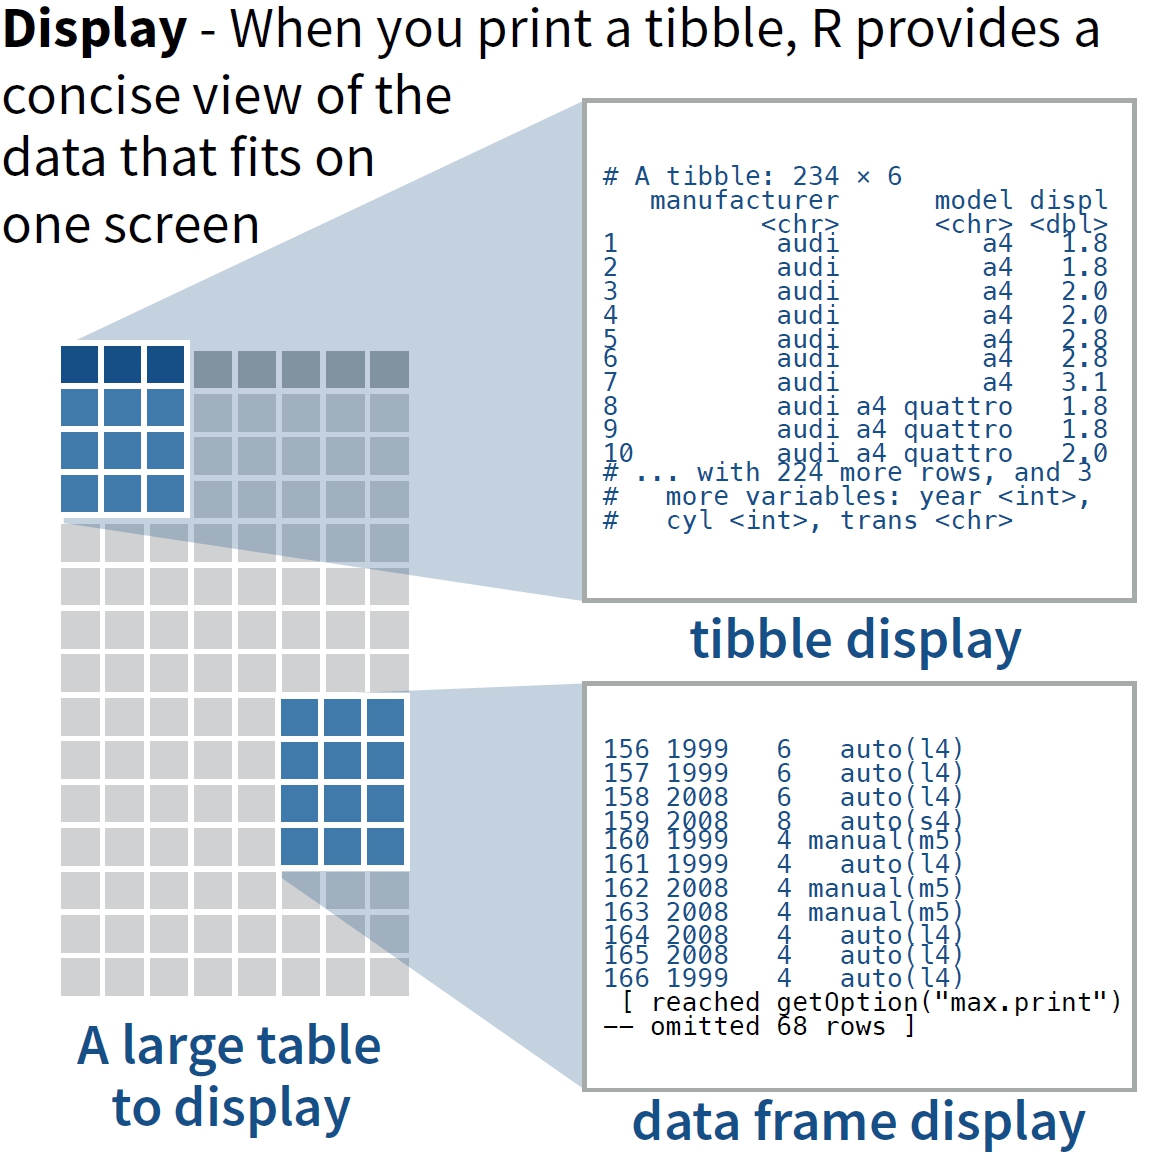 Display - When you print a tibble, R provides a
concise view of the
data that fits on
one screen
# A tibble: 234 × 6
   manufacturer      model displ
          <chr>      <chr> <dbl>
1          audi         a4   1.8
2          audi         a4   1.8
3          audi         a4   2.0
4          audi         a4   2.0
5          audi         a4   2.8
6          audi         a4   2.8
7          audi         a4   3.1
8          audi a4 quattro   1.8
9          audi a4 quattro   1.8
10         audi a4 quattro   2.0
# ... with 224 more rows, and 3
#   more variables: year <int>,
#   cyl <int>, trans <chr>
tibble display
156 1999   6   auto(l4)
157 1999   6   auto(l4)
158 2008   6   auto(l4)
159 2008   8   auto(s4)
160 1999   4 manual(m5)
161 1999   4   auto(l4)
162 2008   4 manual(m5)
163 2008   4 manual(m5)
164 2008   4   auto(l4)
165 2008   4   auto(l4)
166 1999   4   auto(l4)
 [ reached getOption("max.print")
-- omitted 68 rows ]
A large table
to display
data frame display